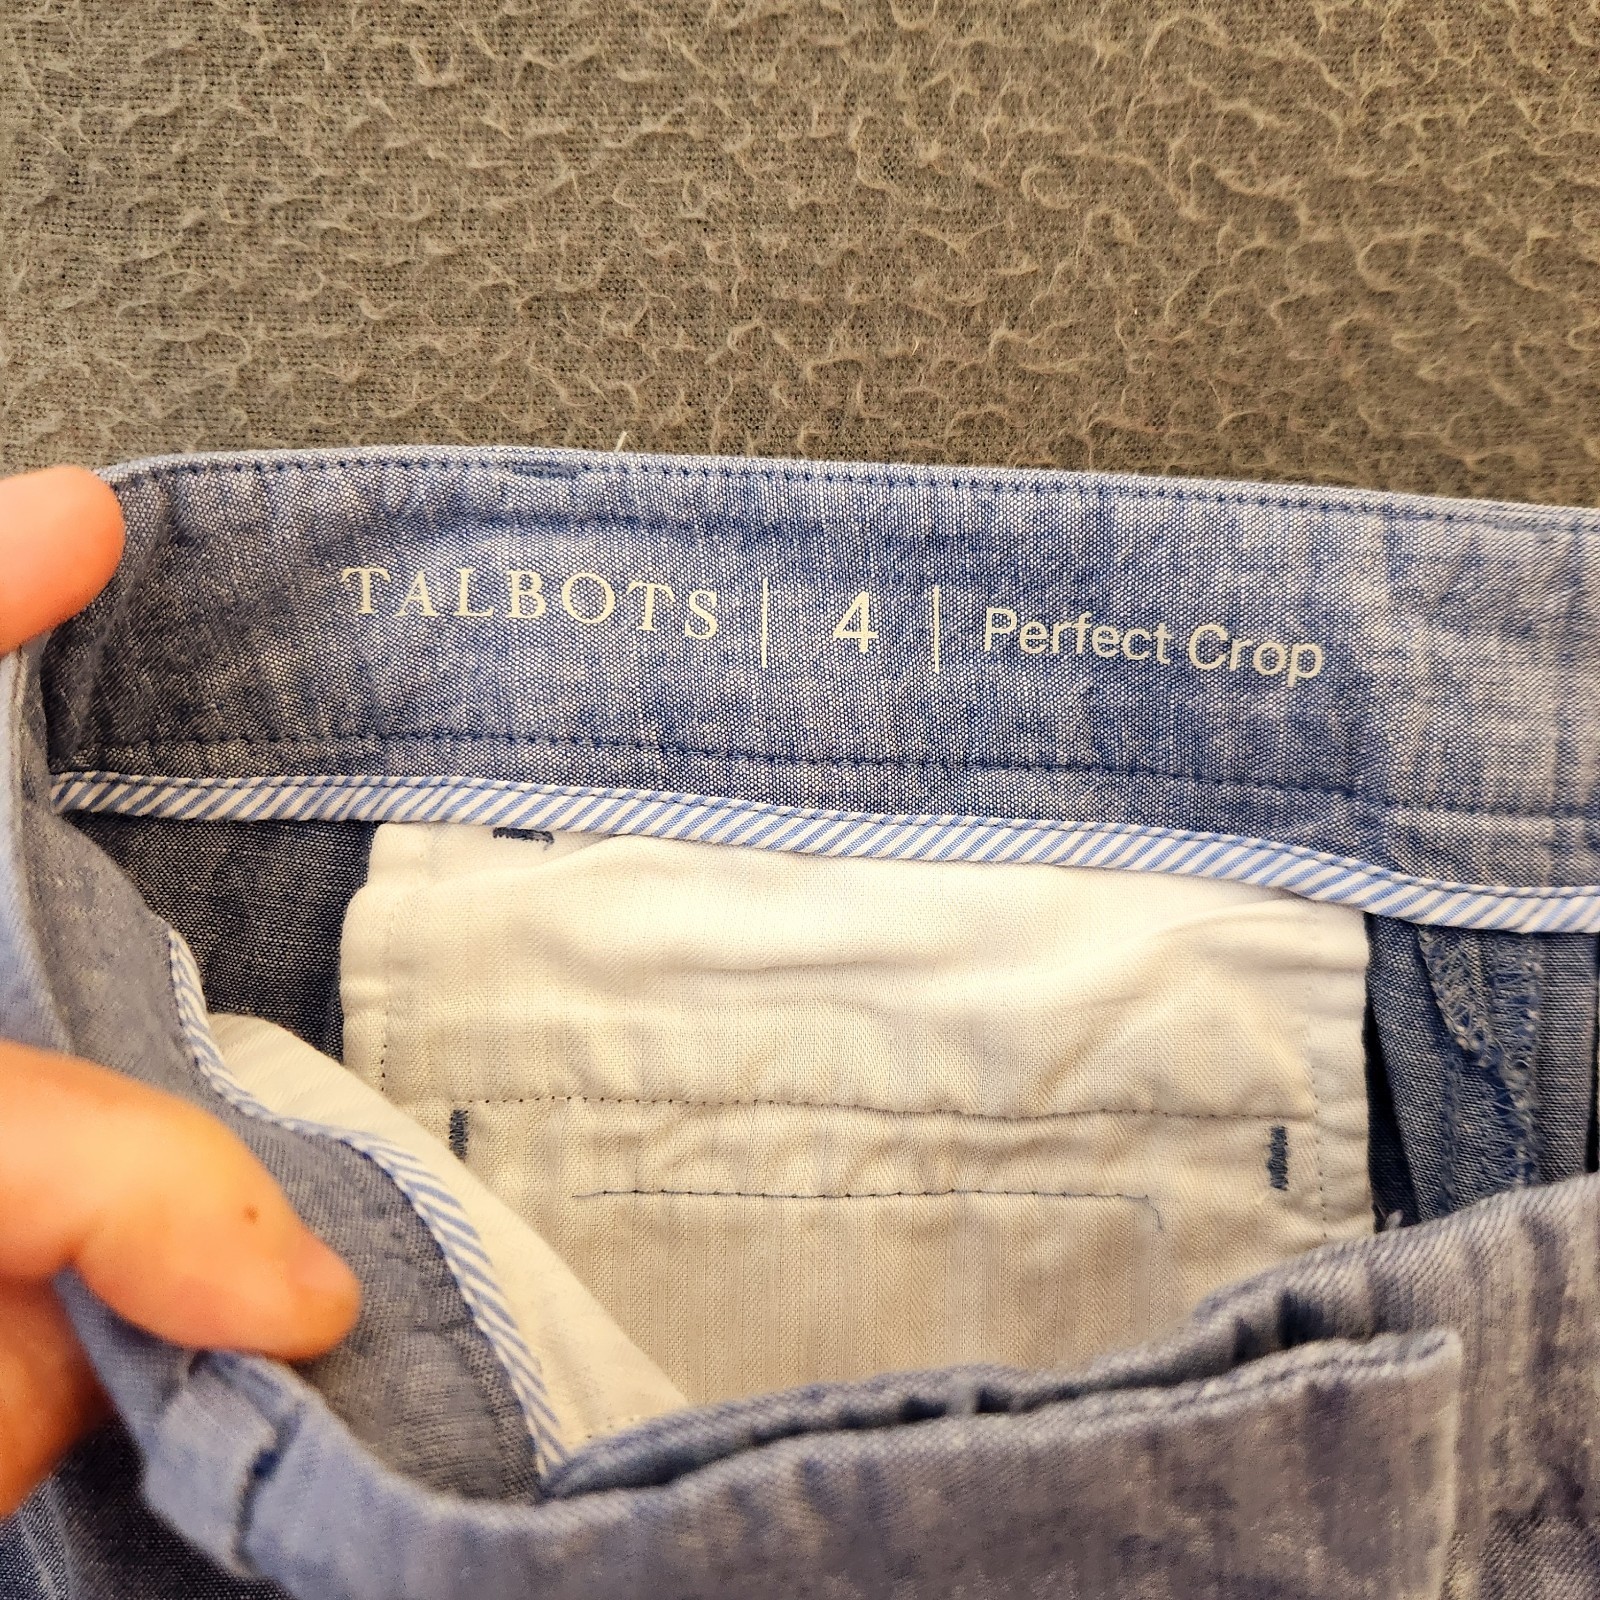 TALBOTS | 4 | Perfect Crop